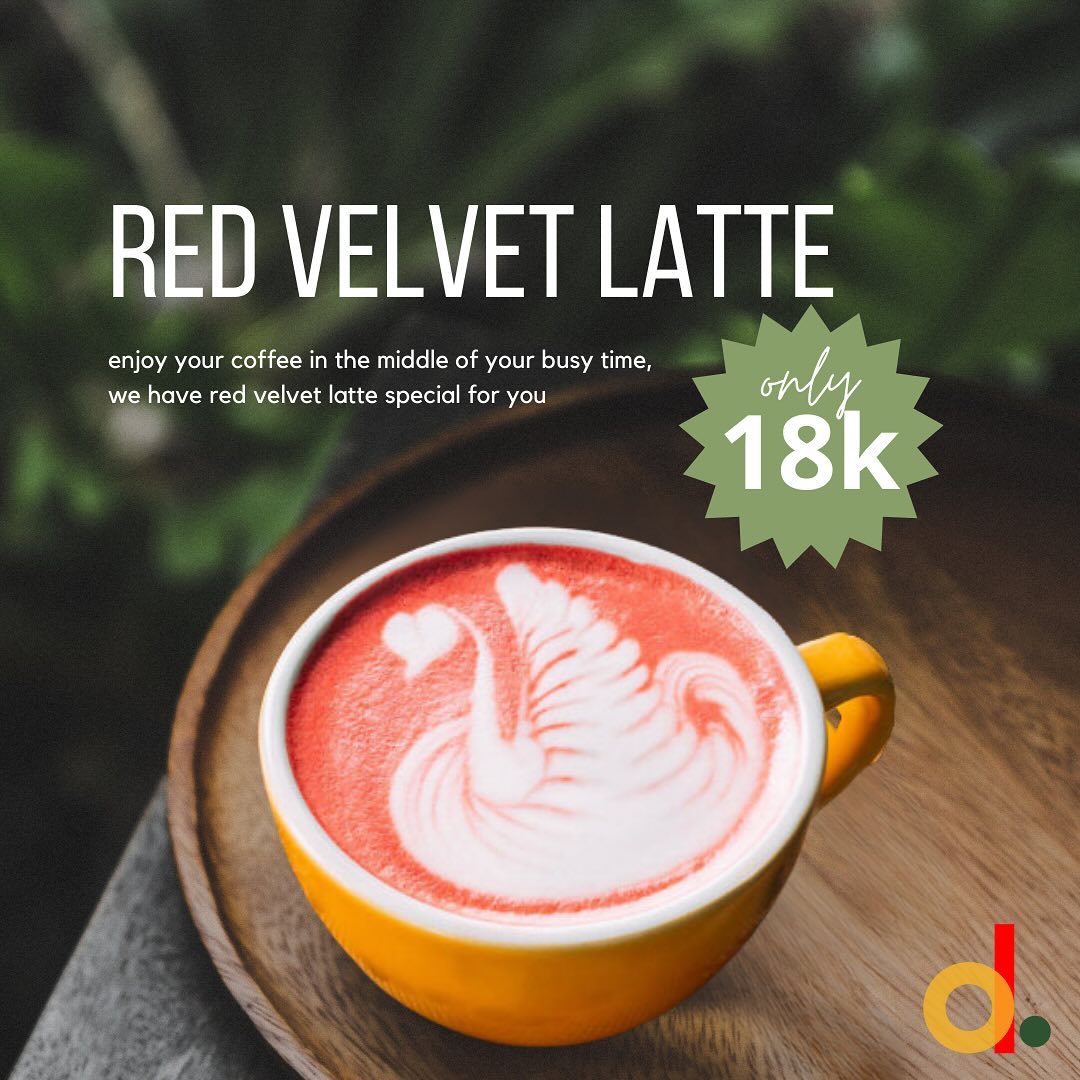 RED VELVET LATTE
enjoy your coffee in the middle of your busy time,
we have red velvet latte special for you
only
18k
d.